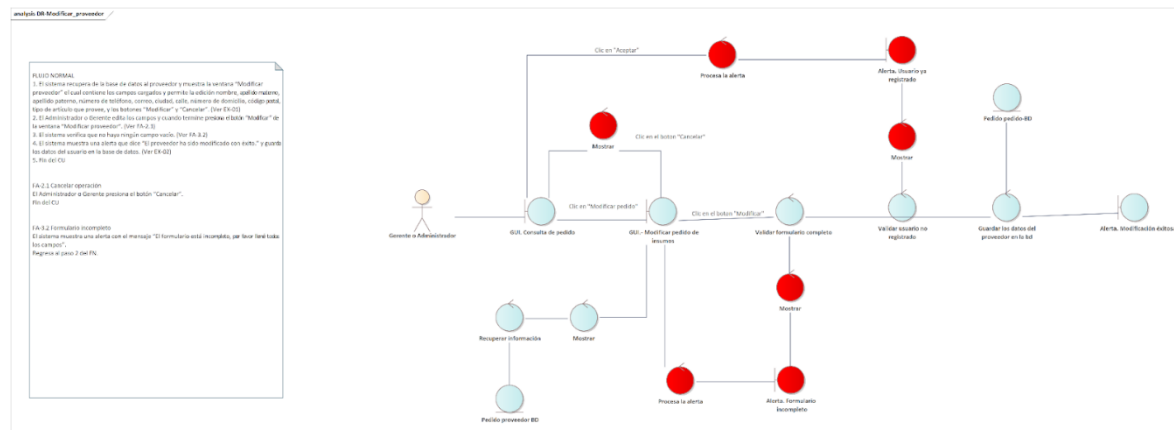 analysis DR-Modificar_proveedor
FLUJO NORMAL
1. El sistema recupera de la base de datos al proveedor y muestra la ventana "Modificar
proveedor" el cual contiene los campos cargados y permite la edición nombre, apellido materno,
apellido paterno, número de teléfono, correo, ciudad, calle, número de domicilio, código postal,
tipo de artículo que provee, y los botones "Modificar" y "Cancelar". (Ver EX-01)
2. El Administrador o Gerente edita los campos y cuando termine presiona el botón "Modificar" de
la ventana "Modificar proveedor". (Ver FA-2.1)
3. El sistema verifica que no haya ningún campo vacío. (Ver FA-3.2)
4. El sistema muestra una alerta que dice "El proveedor ha sido modificado con éxito." y guarda
los datos del usuario en la base de datos. (Ver EX-02)
5. Fin del CU
FA-2.1 Cancelar operación
El Administrador o Gerente presiona el botón "Cancelar".
Fin del CU
FA-3.2 Formulario incompleto
El sistema muestra una alerta con el mensaje "El formulario está incompleto, por favor llené todos
los campos".
Regresa al paso 2 del FN.
Clic en "Aceptar"
Procesa la alerta
Alerta. Usuario ya
registrado
Pedido pedido-BD
Mostrar
Clic en el boton "Cancelar"
Mostrar
Clic en "Modificar pedido"
Clic en el boton "Modificar"
Gerente o Administrador
GUI. Consulta de pedido
GUI.- Modificar pedido de
insumos
Validar formulario completo
Validar usuario no
registrado
Guardar los datos del
proveedor en la bd
Alerta. Modificación éxitos
Mostrar
Recuperar información
Mostrar
Procesa la alerta
Alerta. Formulario
incompleto
Pedido proveedor BD